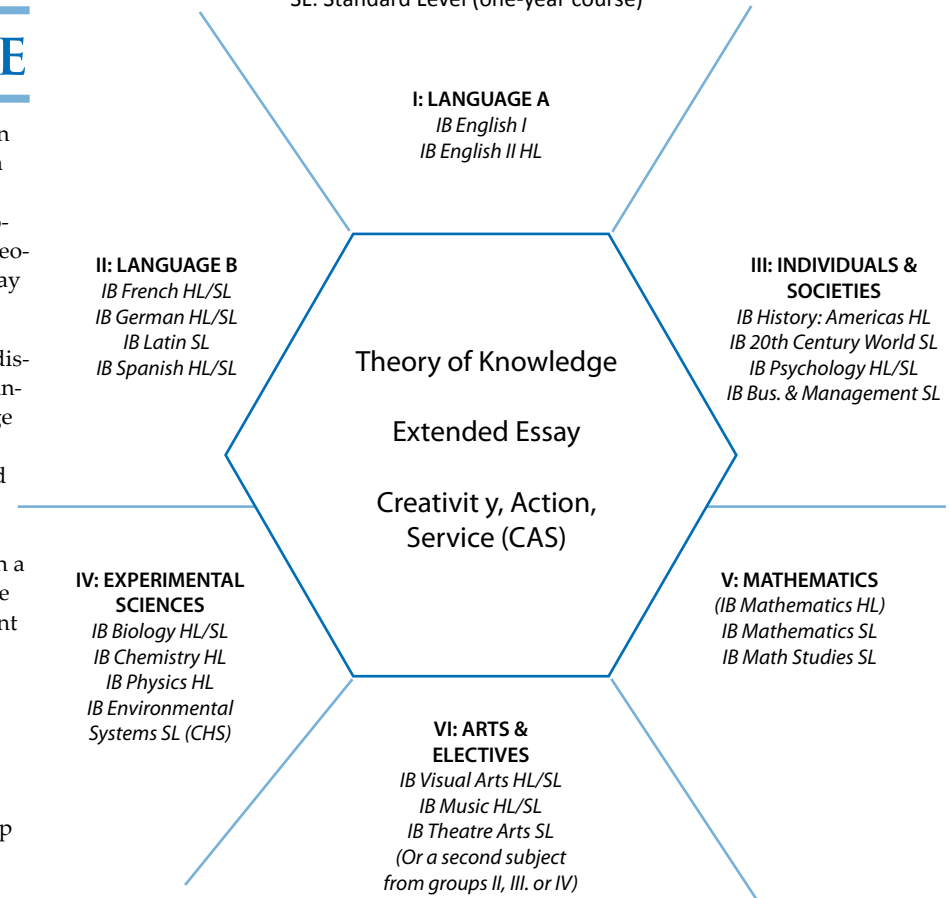 SL: Standard Level (one-year course)
E
n
eo-
ay
dis-
ge
d
a
e
nt
p
I: LANGUAGE A
IB English I
IB English II HL
II: LANGUAGE B
IB French HL/SL
IB German HL/SL
IB Latin SL
IB Spanish HL/SL
III: INDIVIDUALS &
SOCIETIES
IB History: Americas HL
IB 20th Century World SL
IB Psychology HL/SL
IB Bus. & Management SL
Theory of Knowledge
Extended Essay
Creativit y, Action,
Service (CAS)
IV: EXPERIMENTAL
SCIENCES
IB Biology HL/SL
IB Chemistry HL
IB Physics HL
IB Environmental
Systems SL (CHS)
V: MATHEMATICS
(IB Mathematics HL)
IB Mathematics SL
IB Math Studies SL
VI: ARTS &
ELECTIVES
IB Visual Arts HL/SL
IB Music HL/SL
IB Theatre Arts SL
(Or a second subject
from groups II, III. or IV)